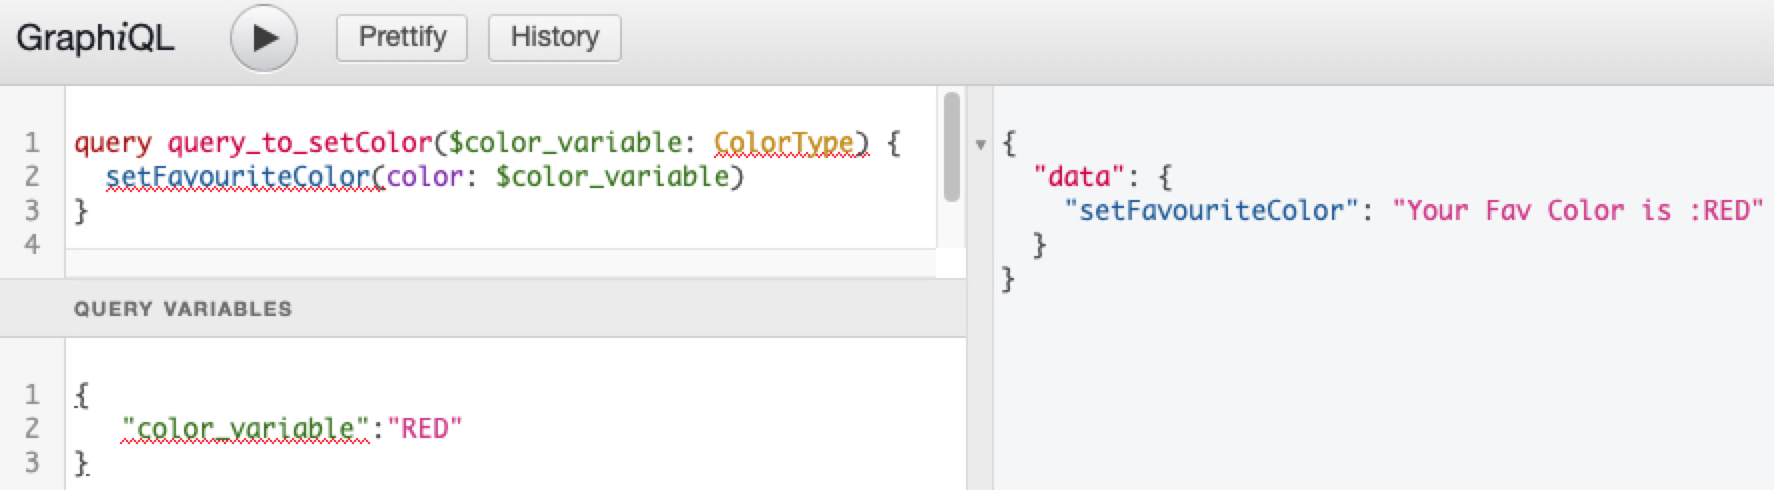 GraphiQL Prettify History
1 query query_to_setColor($color_variable: ColorType) {
2 setFavouriteColor(color: $color_variable)
3 }
4
QUERY VARIABLES
1 {
2 "color_variable":"RED"
3 }
{
"data": {
"setFavouriteColor": "Your Fav Color is :RED"
}
}